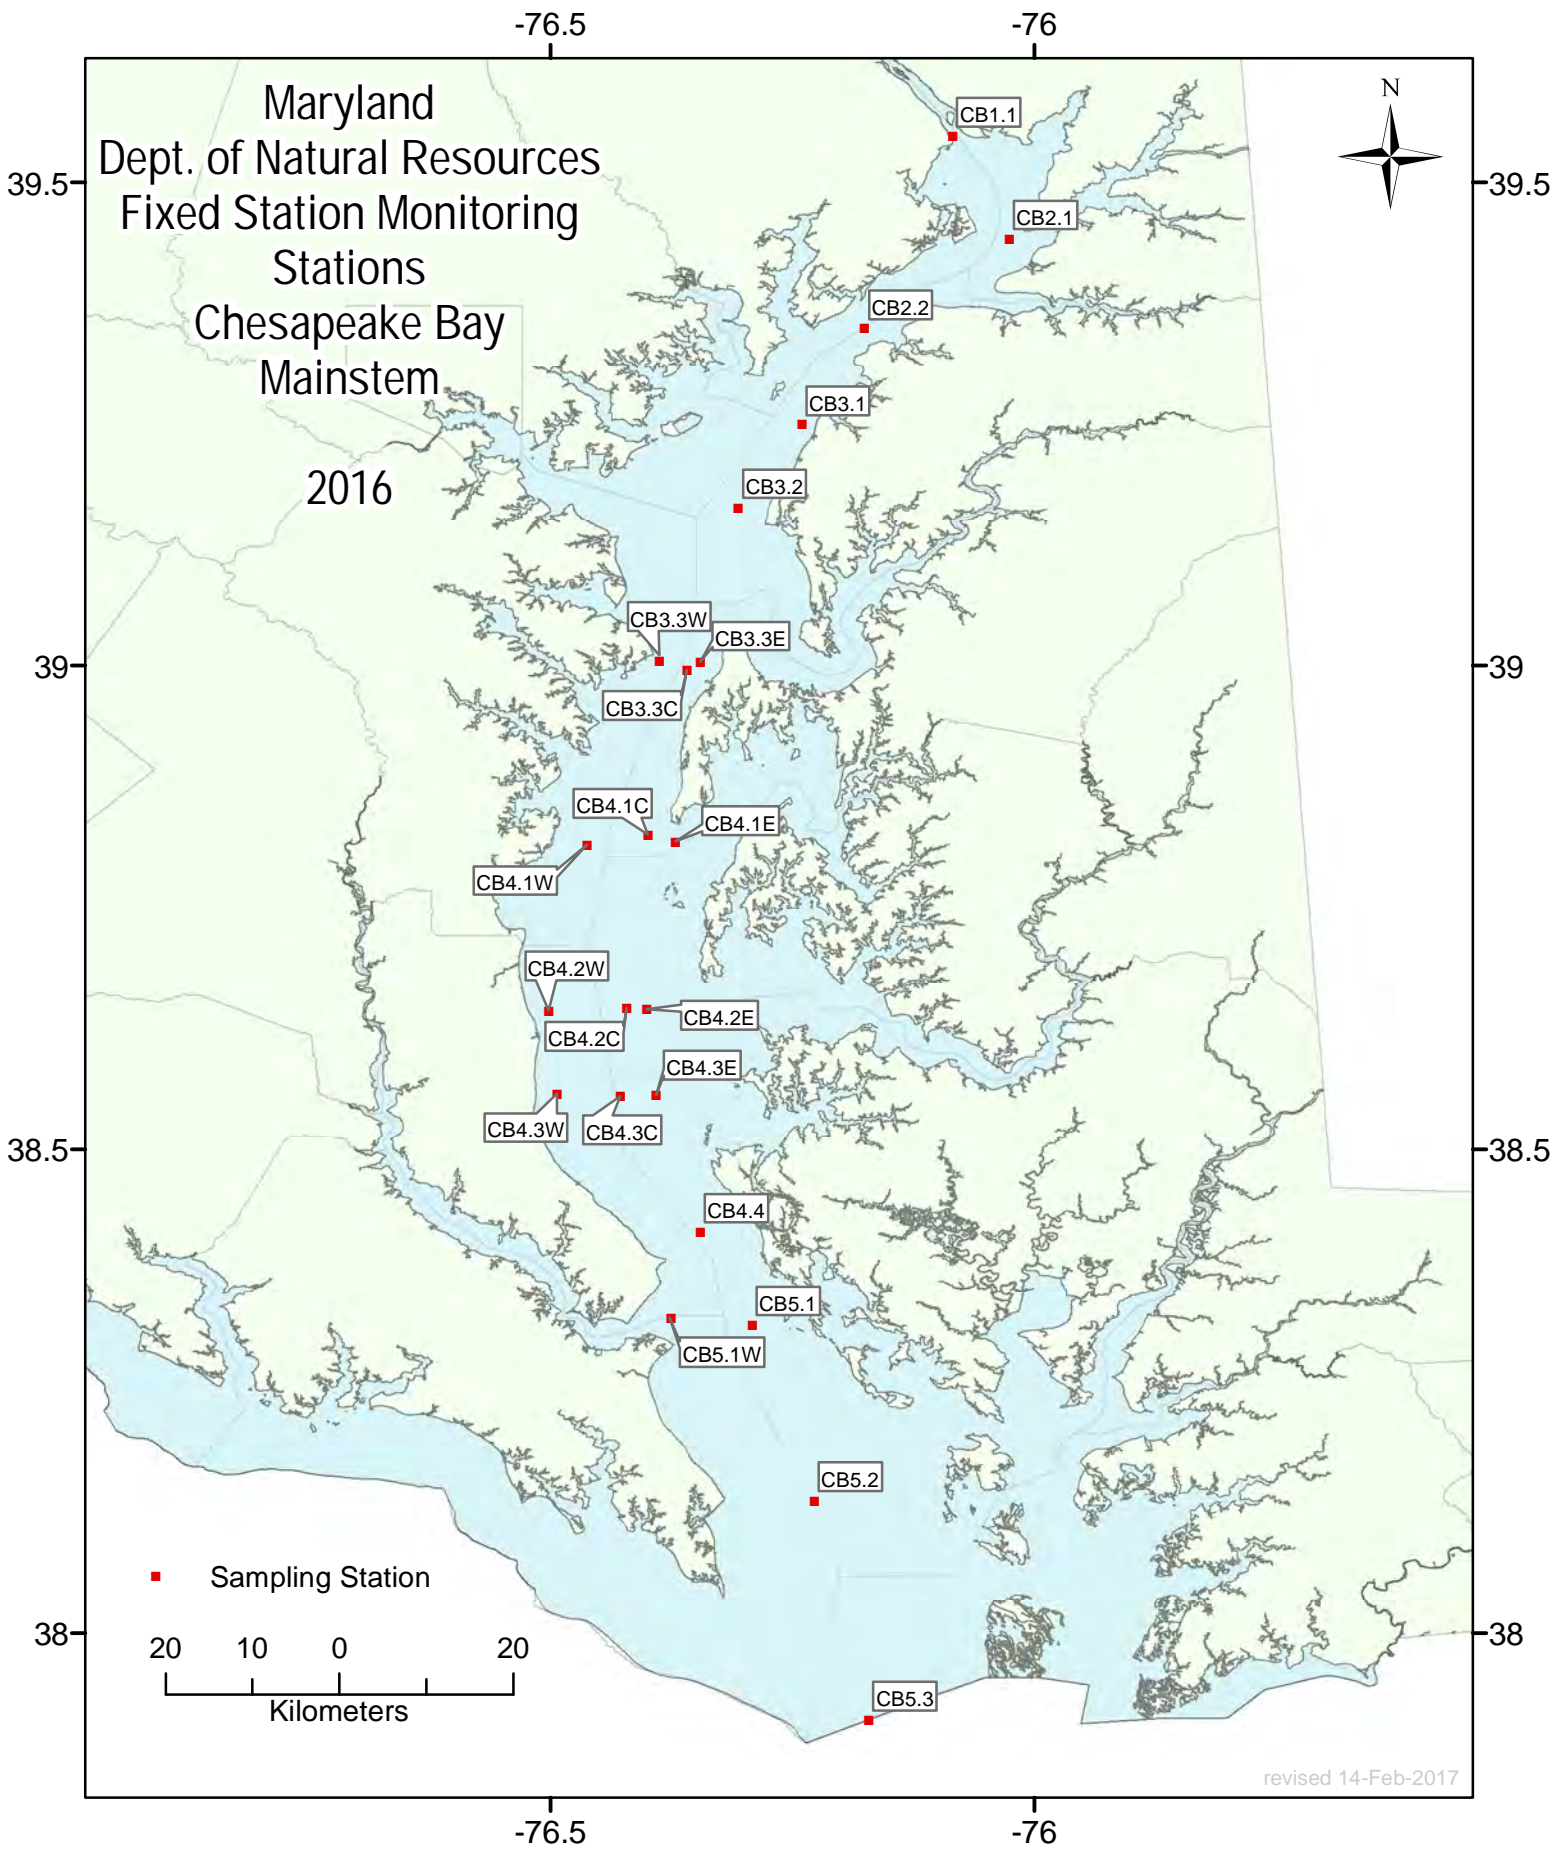 -76.5 -76
Maryland
Dept. of Natural Resources
Fixed Station Monitoring
Stations
Chesapeake Bay
Mainstem
2016
N
CB1.1
39.5 39.5
CB2.1
CB2.2
CB3.1
CB3.2
CB3.3W
CB3.3E
39 39
CB3.3C
CB4.1C
CB4.1E
CB4.1W
CB4.2W
CB4.2E
CB4.2C
CB4.3E
CB4.3W
CB4.3C
38.5 38.5
CB4.4
CB5.1
CB5.1W
CB5.2
Sampling Station
38 38
20 10 0 20
Kilometers
CB5.3
revised 14-Feb-2017
-76.5 -76